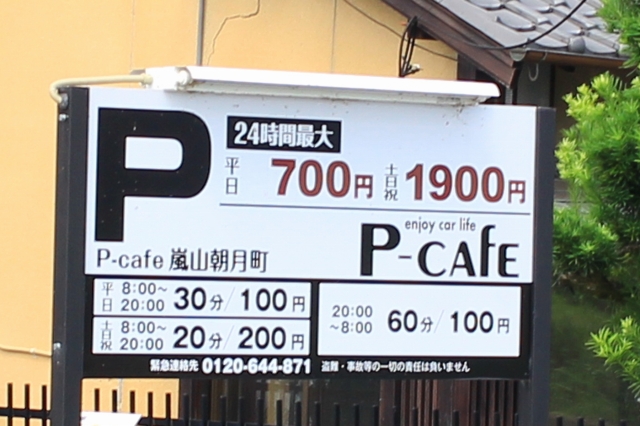 P
24時間最大
平日 700円 土日祝 1900円
enjoy car life
P-CAFE
P-cafe 嵐山朝月町
平日 8:00~20:00 30分/100円
土日祝 8:00~20:00 20分/200円
20:00~8:00 60分/100円
緊急連絡先 0120-644-871 盗難・事故等の一切の責任は負いません